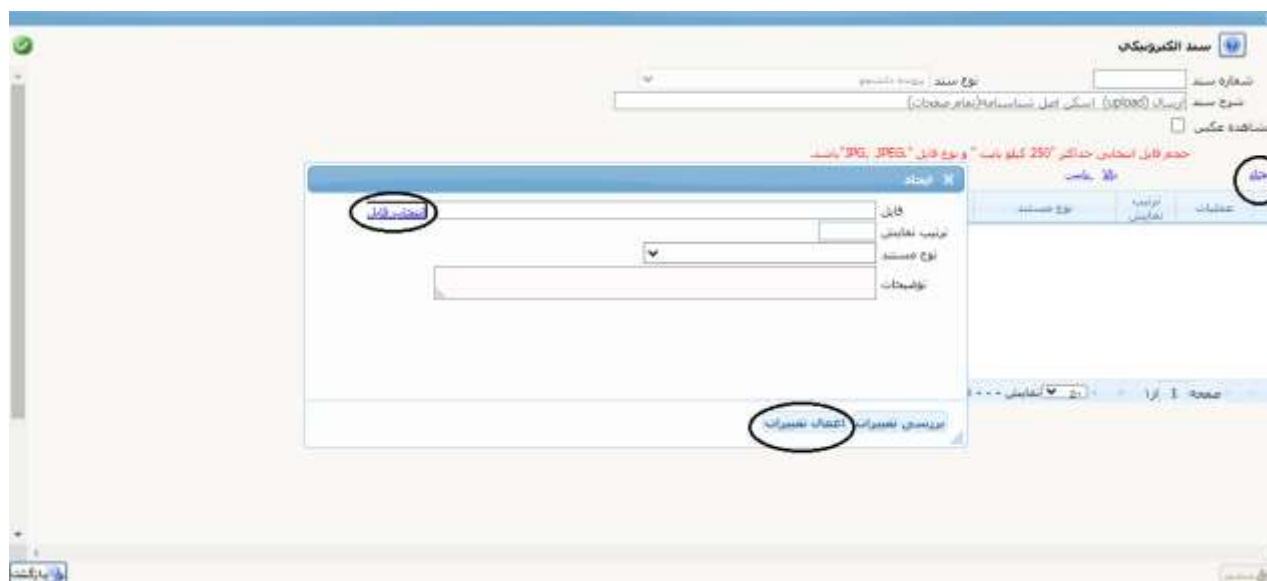 سند الکترونیکی
شماره سند
نوع سند
شرح سند ارسال (upload) اسکن اصل شناسنامه(تمام صفحات)
مشاهده عکس
حجم فایل انتخابی حداکثر "250 کیلو بایت " و نوع فایل "JPG, JPEG." باشد.
ایجاد
عملیات ترتیب نمایش نوع مستند
ایجاد
فایل انتخاب فایل
ترتیب نمایش
نوع مستند
توضیحات
بررسی تغییرات اعمال تغییرات
صفحه 1 از 1 نمایش
بازگشت